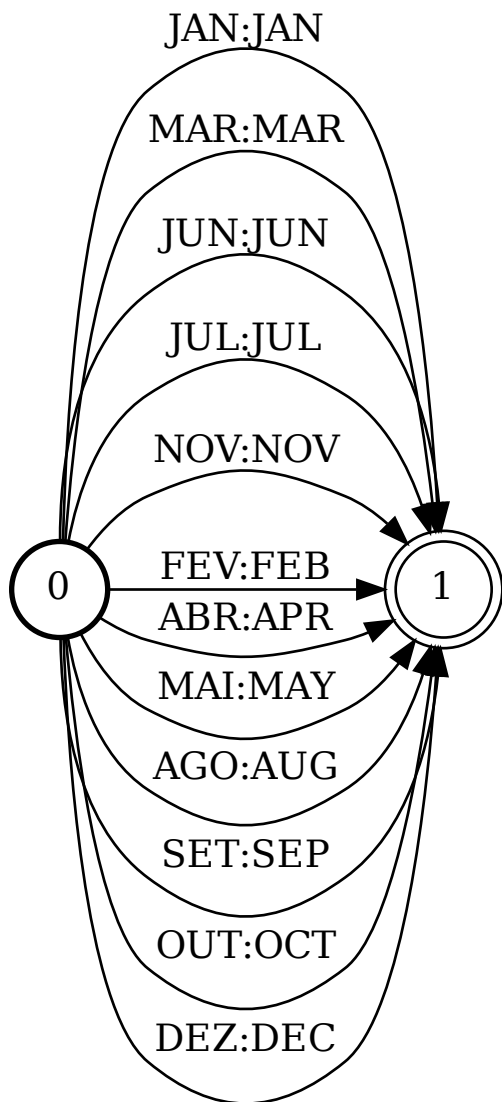 JAN:JAN
MAR:MAR
JUN:JUN
JUL:JUL
NOV:NOV
0
FEV:FEB
1
ABR:APR
MAI:MAY
AGO:AUG
SET:SEP
OUT:OCT
DEZ:DEC